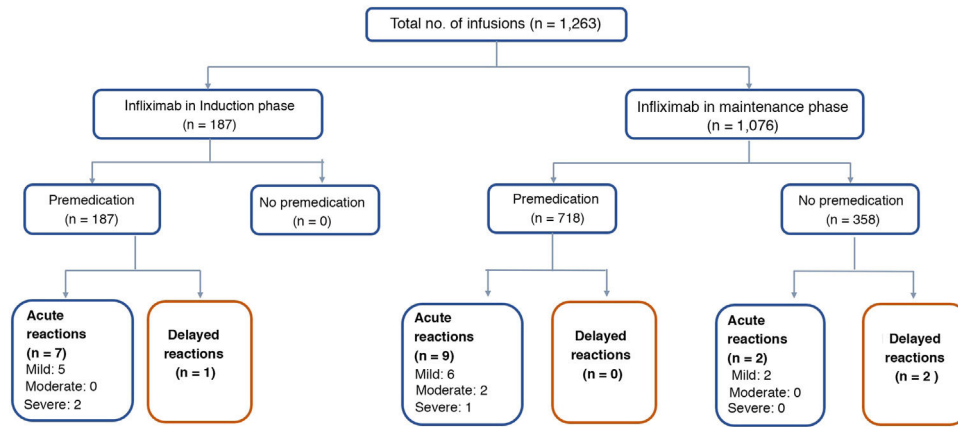 Total no. of infusions (n = 1,263)
Infliximab in Induction phase
(n = 187)
Infliximab in maintenance phase
(n = 1,076)
Premedication
(n = 187)
No premedication
(n = 0)
Premedication
(n = 718)
No premedication
(n = 358)
Acute
reactions
(n = 7)
Mild: 5
Moderate: 0
Severe: 2
Delayed
reactions
(n = 1)
Acute
reactions
(n = 9)
Mild: 6
Moderate: 2
Severe: 1
Delayed
reactions
(n = 0)
Acute
reactions
(n = 2)
Mild: 2
Moderate: 0
Severe: 0
Delayed
reactions
(n = 2 )